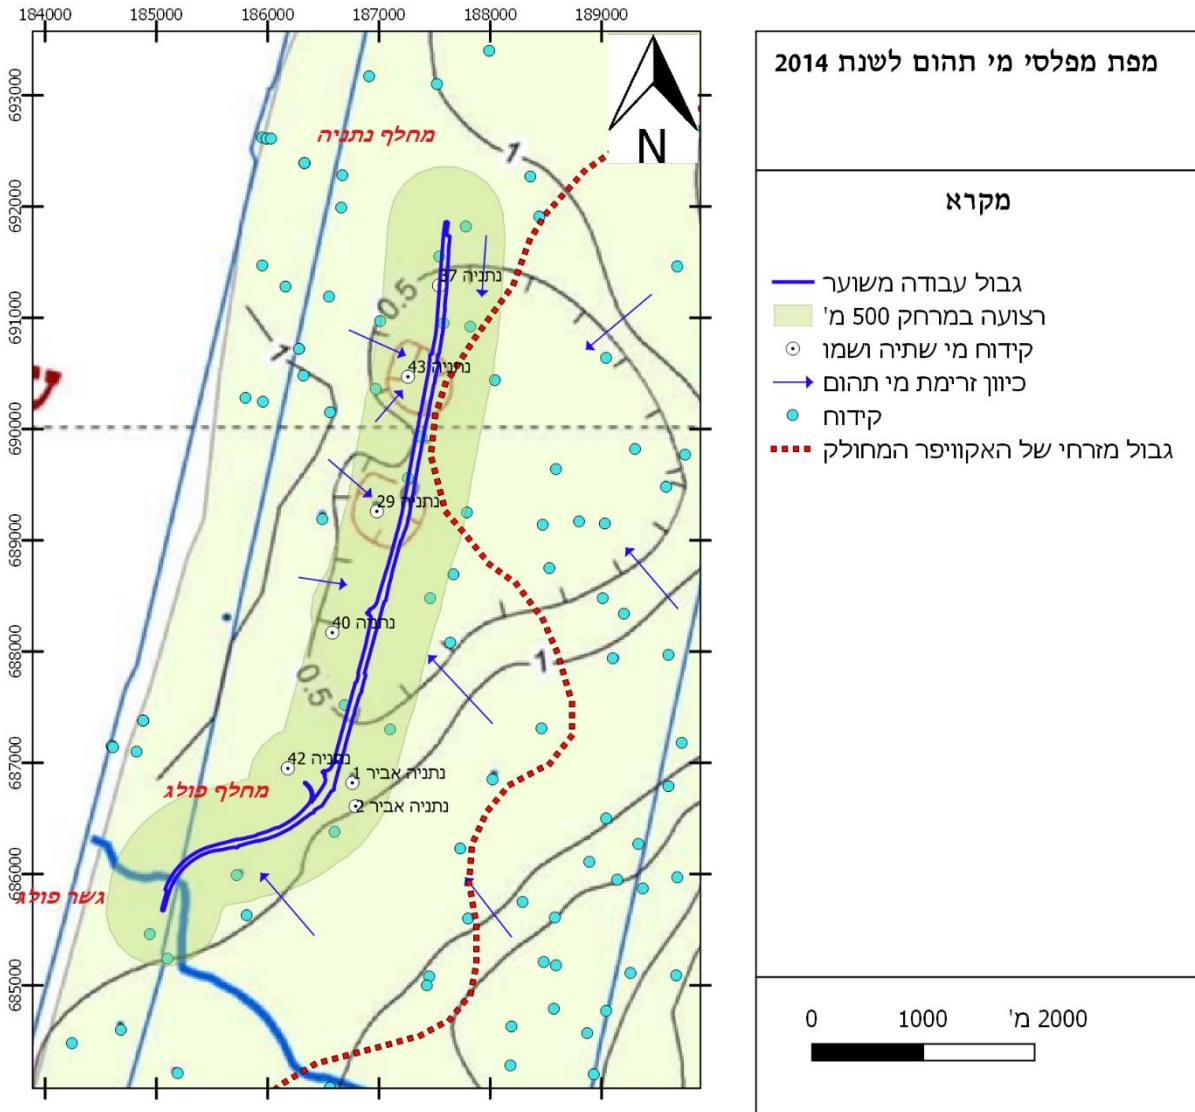 184000 185000 186000 187000 188000 189000
693000
692000
691000
690000
689000
688000
687000
686000
685000
N
מחלף נתניה
1
נתניה 37
0.5
1
נתניה 43
נתניה 29
נתניה 40
1
0.5
נתניה 42
נתניה אביר 1
נתניה אביר 2
מחלף פולג
גשר פולג
מפת מפלסי מי תהום לשנת 2014
מקרא
גבול עבודה משוער
רצועה במרחק 500 מ'
קידוח מי שתיה ושמו
כיוון זרימת מי תהום
קידוח
גבול מזרחי של האקוויפר המחולק
0 1000 2000 מ'